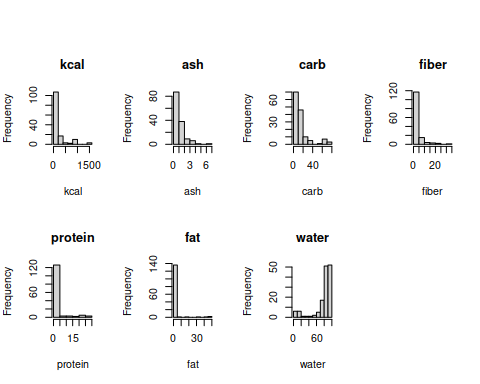 kcal
Frequency
0 40 100
0 1500
kcal
ash
Frequency
0 40 80
0 3 6
ash
carb
Frequency
0 30 60
0 40
carb
fiber
Frequency
0 60 120
0 20
fiber
protein
Frequency
0 60 120
0 15
protein
fat
Frequency
0 60 140
0 30
fat
water
Frequency
0 20 50
0 60
water